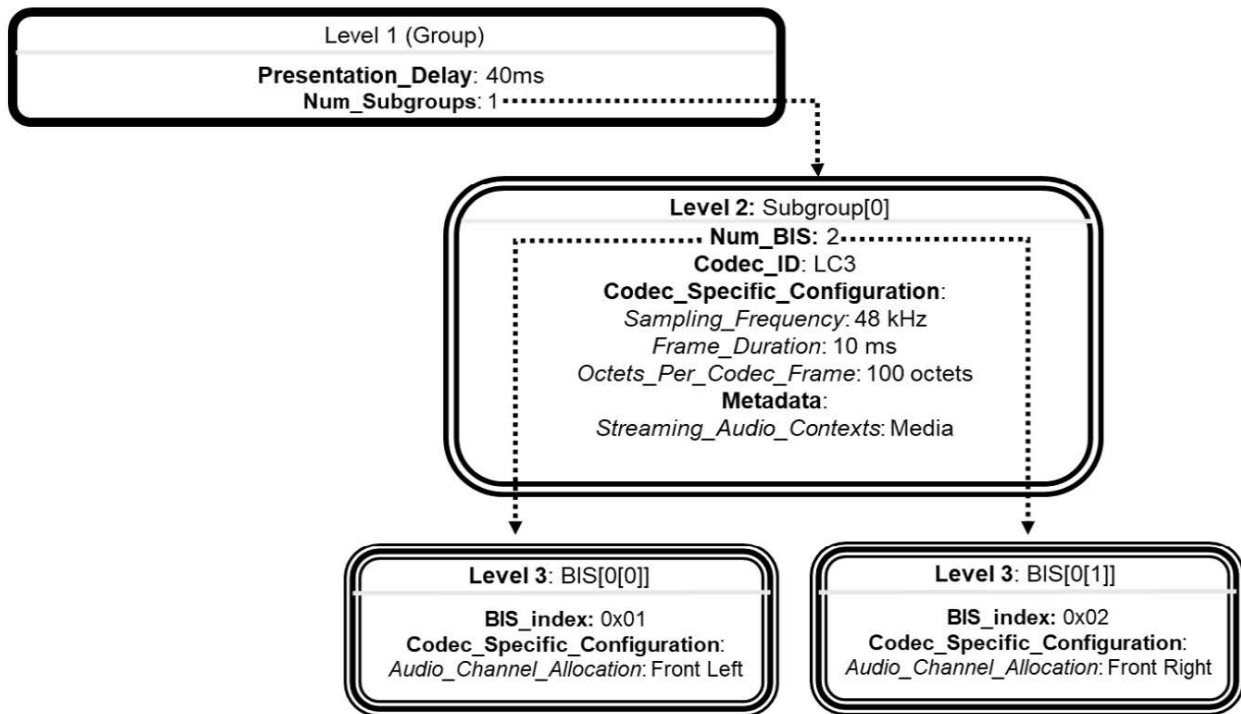 Level 1 (Group)
Presentation_Delay: 40ms
Num_Subgroups: 1
Level 2: Subgroup[0]
Num_BIS: 2
Codec_ID: LC3
Codec_Specific_Configuration:
Sampling_Frequency: 48 kHz
Frame_Duration: 10 ms
Octets_Per_Codec_Frame: 100 octets
Metadata:
Streaming_Audio_Contexts: Media
Level 3: BIS[0[0]]
BIS_index: 0x01
Codec_Specific_Configuration:
Audio_Channel_Allocation: Front Left
Level 3: BIS[0[1]]
BIS_index: 0x02
Codec_Specific_Configuration:
Audio_Channel_Allocation: Front Right